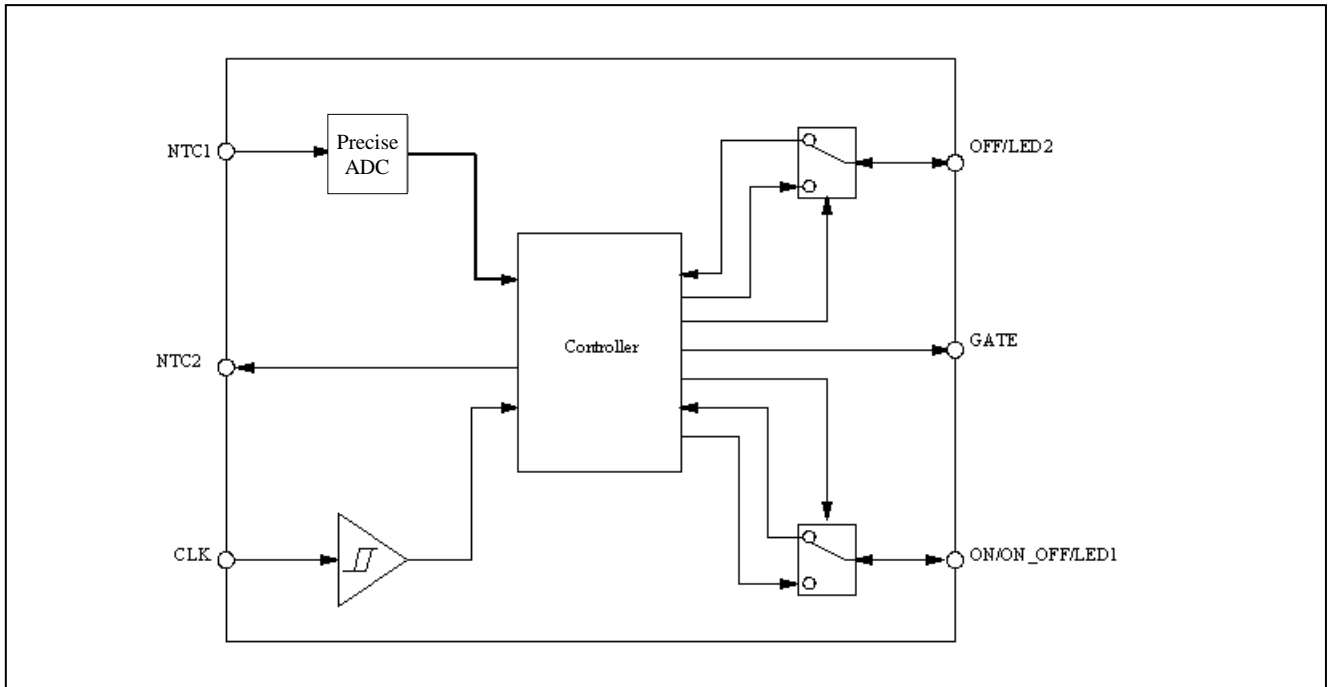 NTC1
Precise
ADC
OFF/LED2
Controller
GATE
NTC2
CLK
ON/ON_OFF/LED1